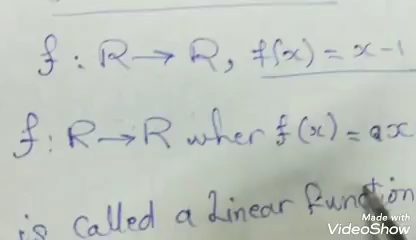 f : R → R, f(x) = x - 1
f : R → R wher f(x) = ax
is called a Linear function
Made with
VideoShow